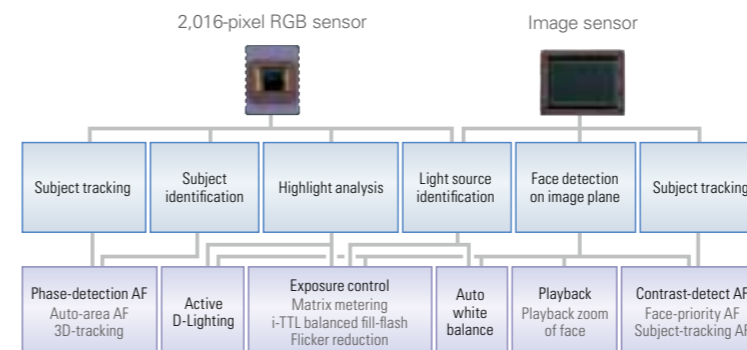 2,016-pixel RGB sensor
Image sensor
Subject tracking
Subject
identification
Highlight analysis
Light source
identification
Face detection
on image plane
Subject tracking
Phase-detection AF
Auto-area AF
3D-tracking
Active
D-Lighting
Exposure control
Matrix metering
i-TTL balanced fill-flash
Flicker reduction
Auto
white
balance
Playback
Playback zoom
of face
Contrast-detect AF
Face-priority AF
Subject-tracking AF